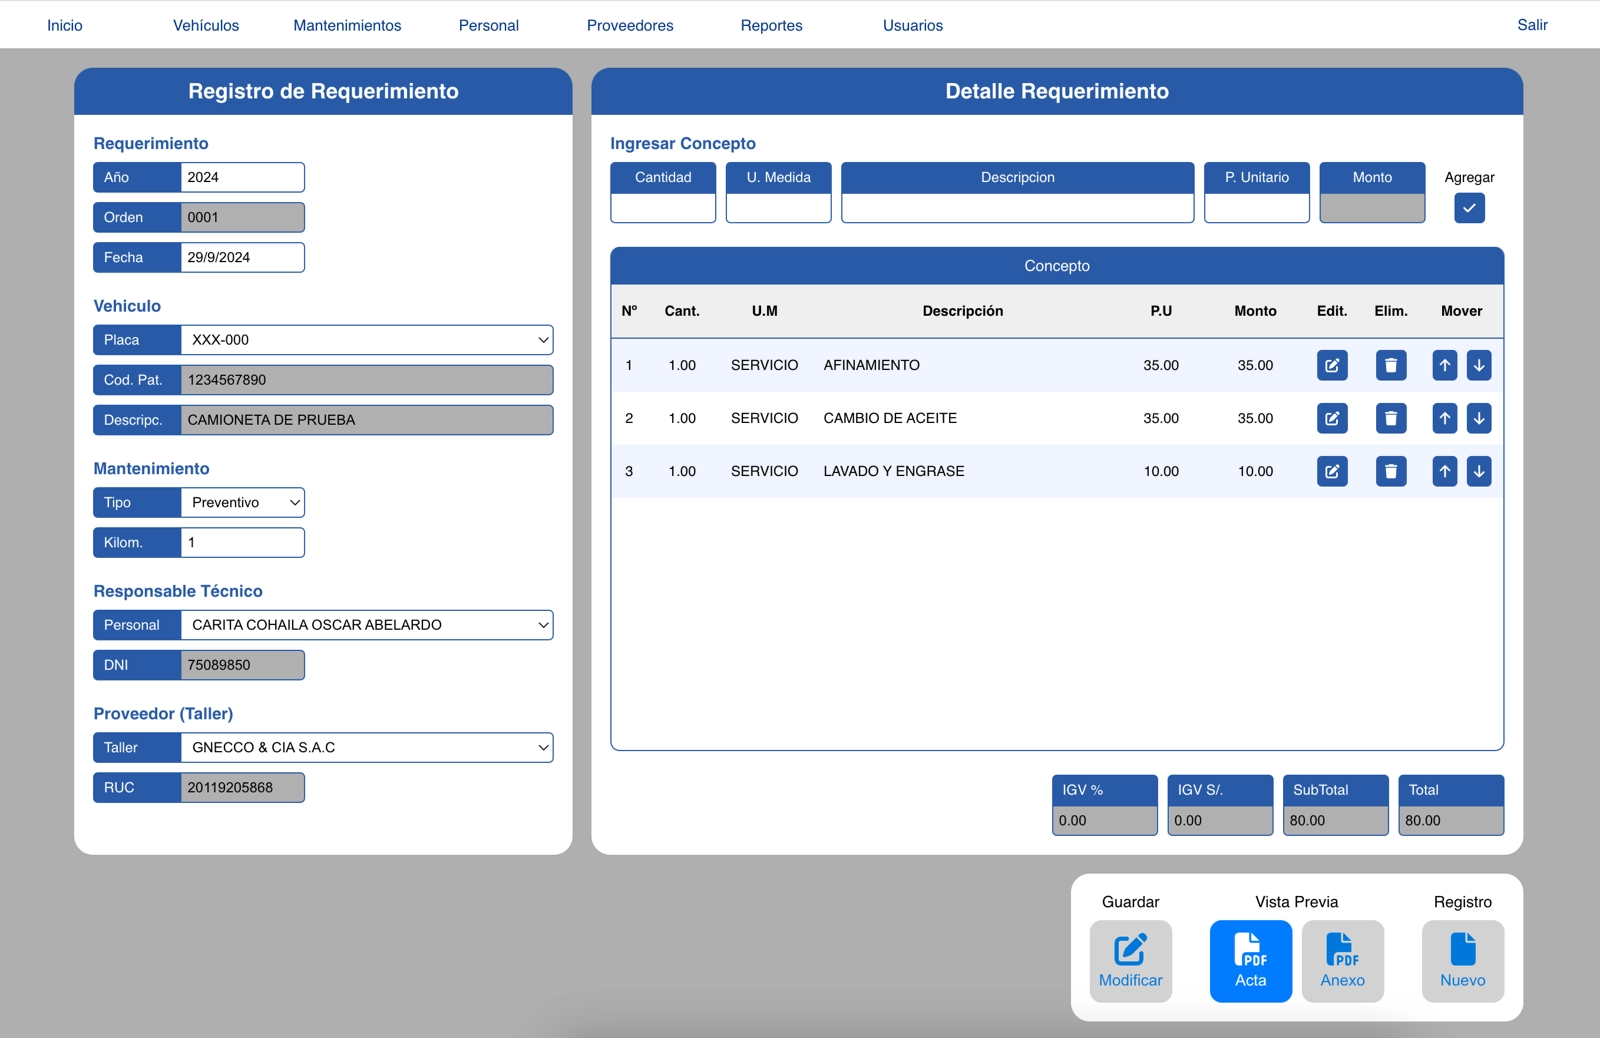 Inicio Vehículos Mantenimientos Personal Proveedores Reportes Usuarios Salir
Registro de Requerimiento
Requerimiento
Año 2024
Orden 0001
Fecha 29/9/2024
Vehiculo
Placa XXX-000
Cod. Pat. 1234567890
Descripc. CAMIONETA DE PRUEBA
Mantenimiento
Tipo Preventivo
Kilom. 1
Responsable Técnico
Personal CARITA COHAILA OSCAR ABELARDO
DNI 75089850
Proveedor (Taller)
Taller GNECCO & CIA S.A.C
RUC 20119205868
Detalle Requerimiento
Ingresar Concepto
Cantidad U. Medida Descripcion P. Unitario Monto Agregar
Concepto
Nº Cant. U.M Descripción P.U Monto Edit. Elim. Mover
1 1.00 SERVICIO AFINAMIENTO 35.00 35.00
2 1.00 SERVICIO CAMBIO DE ACEITE 35.00 35.00
3 1.00 SERVICIO LAVADO Y ENGRASE 10.00 10.00
IGV % IGV S/. SubTotal Total
0.00 0.00 80.00 80.00
Guardar Vista Previa Registro
PDF PDF
Modificar Acta Anexo Nuevo